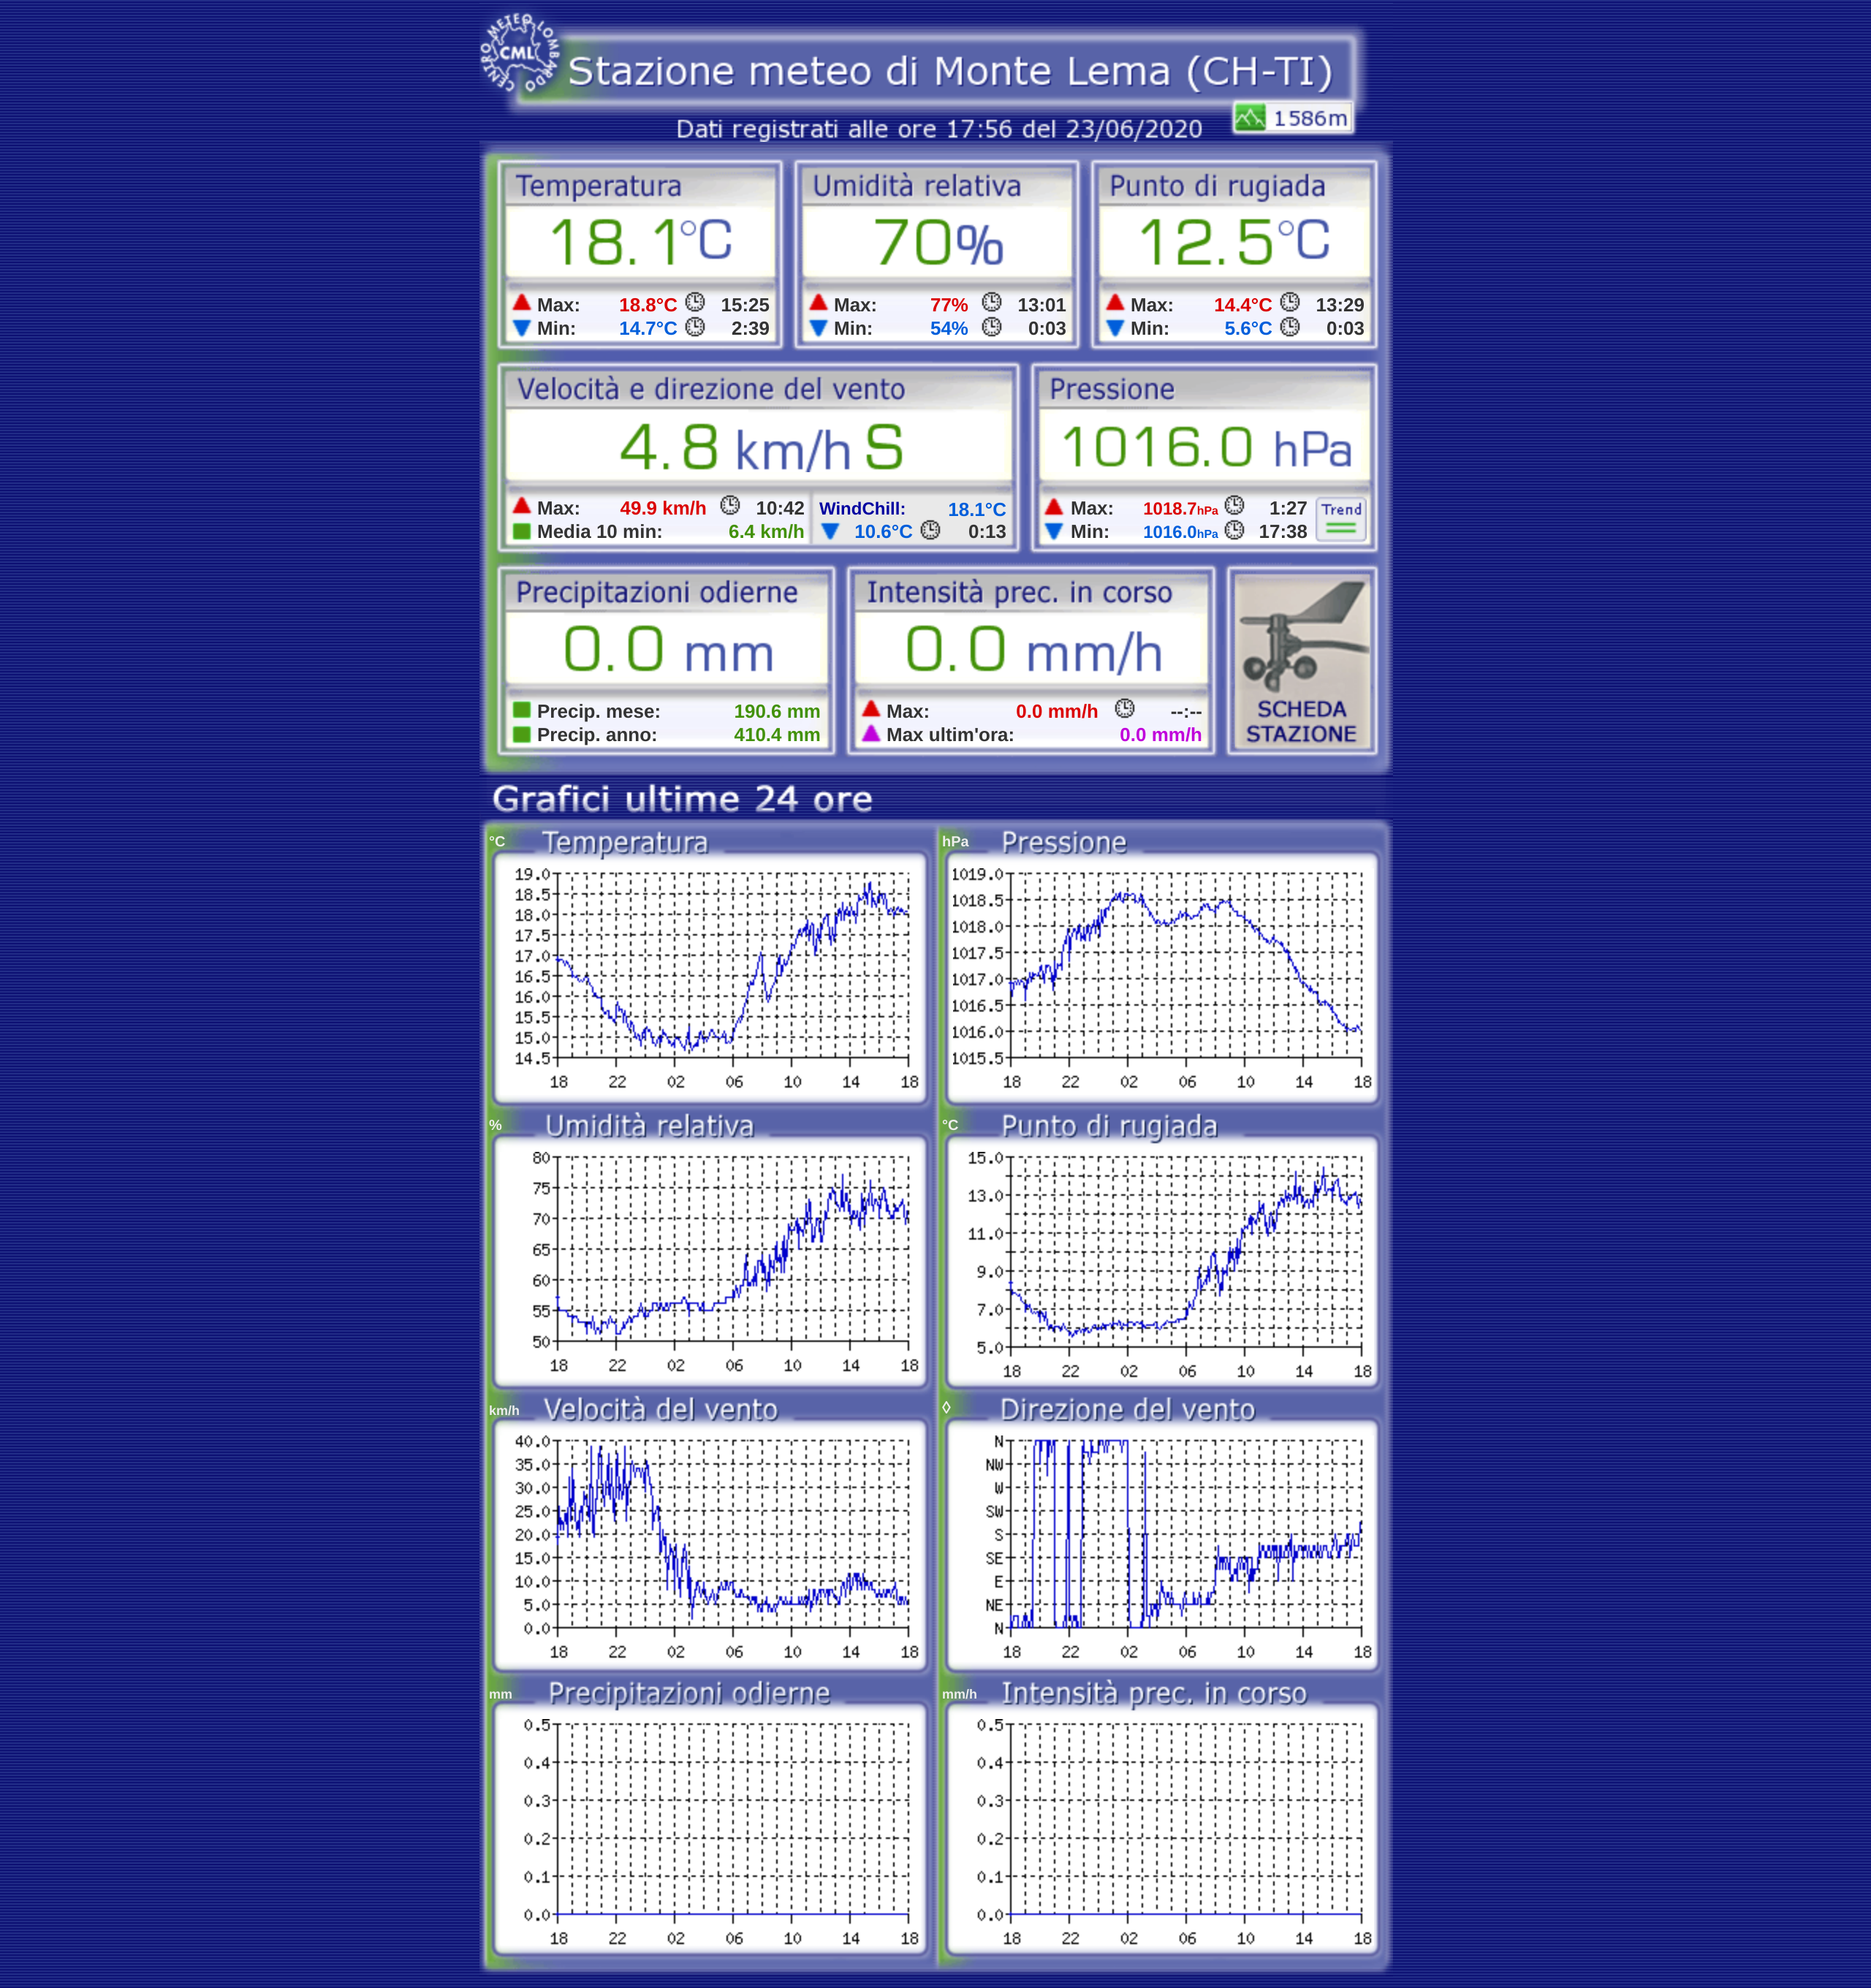 CENTRO METEO LOMBARDO
CML
Stazione meteo di Monte Lema (CH-TI)
1586m
Dati registrati alle ore 17:56 del 23/06/2020
Temperatura
18.1°C
Max: 18.8°C 15:25
Min: 14.7°C 2:39
Umidità relativa
70%
Max: 77% 13:01
Min: 54% 0:03
Punto di rugiada
12.5°C
Max: 14.4°C 13:29
Min: 5.6°C 0:03
Velocità e direzione del vento
4.8 km/h S
Max: 49.9 km/h 10:42
Media 10 min: 6.4 km/h
WindChill: 18.1°C
10.6°C 0:13
Pressione
1016.0 hPa
Max: 1018.7hPa 1:27
Min: 1016.0hPa 17:38
Trend
Precipitazioni odierne
0.0 mm
Precip. mese: 190.6 mm
Precip. anno: 410.4 mm
Intensità prec. in corso
0.0 mm/h
Max: 0.0 mm/h --:--
Max ultim'ora: 0.0 mm/h
SCHEDA
STAZIONE
Grafici ultime 24 ore
°C Temperatura
19.0
18.5
18.0
17.5
17.0
16.5
16.0
15.5
15.0
14.5
18 22 02 06 10 14 18
hPa Pressione
1019.0
1018.5
1018.0
1017.5
1017.0
1016.5
1016.0
1015.5
18 22 02 06 10 14 18
% Umidità relativa
80
75
70
65
60
55
50
18 22 02 06 10 14 18
°C Punto di rugiada
15.0
13.0
11.0
9.0
7.0
5.0
18 22 02 06 10 14 18
km/h Velocità del vento
40.0
35.0
30.0
25.0
20.0
15.0
10.0
5.0
0.0
18 22 02 06 10 14 18
◊ Direzione del vento
N
NW
W
SW
S
SE
E
NE
N
18 22 02 06 10 14 18
mm Precipitazioni odierne
0.5
0.4
0.3
0.2
0.1
0.0
18 22 02 06 10 14 18
mm/h Intensità prec. in corso
0.5
0.4
0.3
0.2
0.1
0.0
18 22 02 06 10 14 18